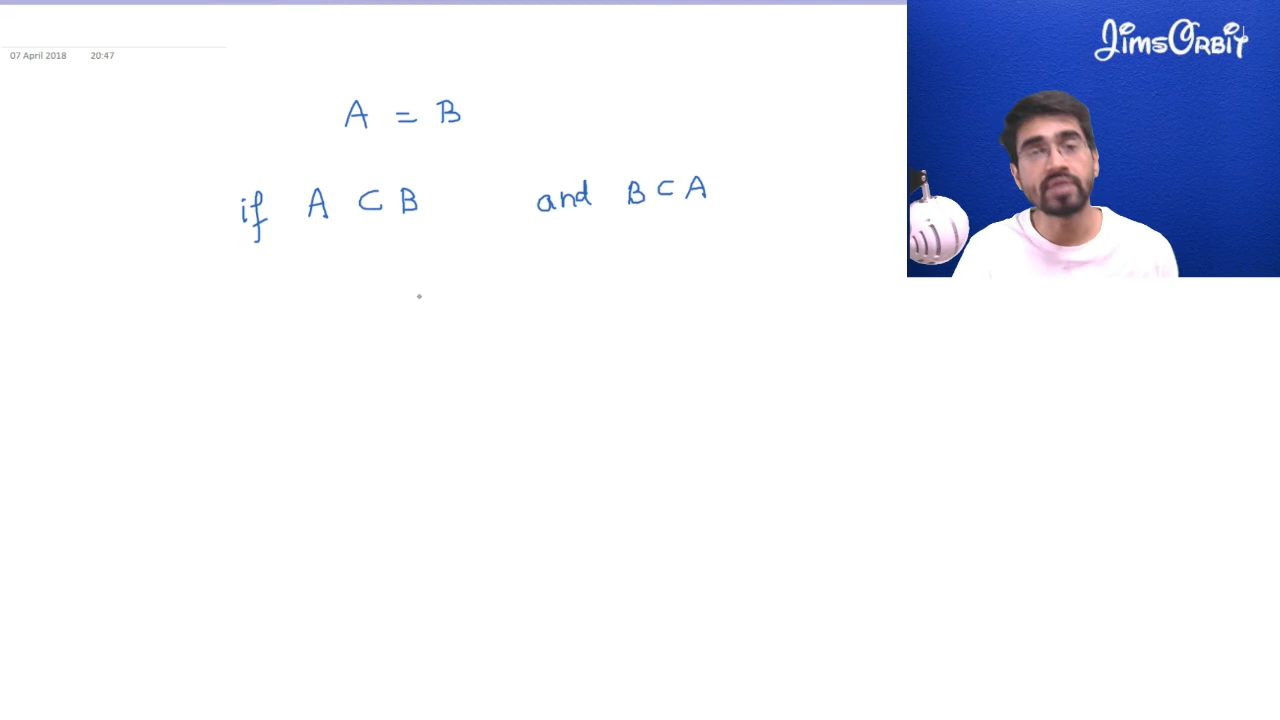 JimsOrbit
07 April 2018 20:47
A = B
if A ⊂ B and B ⊂ A